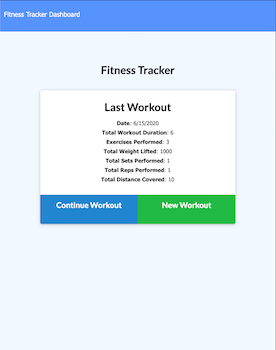 Fitness Tracker Dashboard
Fitness Tracker
Last Workout
Date: 6/15/2020
Total Workout Duration: 6
Exercises Performed: 3
Total Weight Lifted: 1000
Total Sets Performed: 1
Total Reps Performed: 1
Total Distance Covered: 10
Continue Workout
New Workout